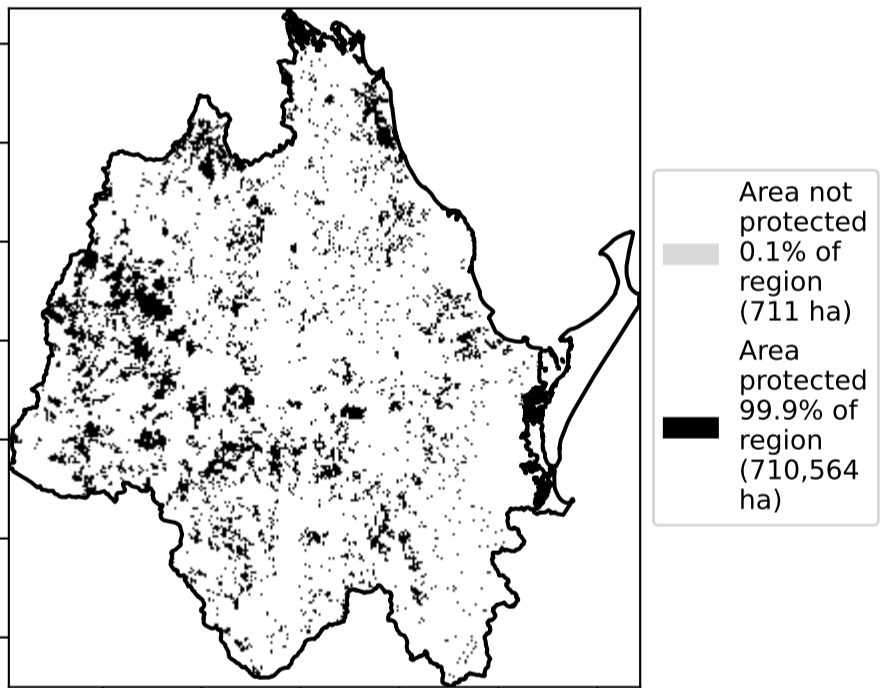 Area not
protected
0.1% of
region
(711 ha)
Area
protected
99.9% of
region
(710,564
ha)